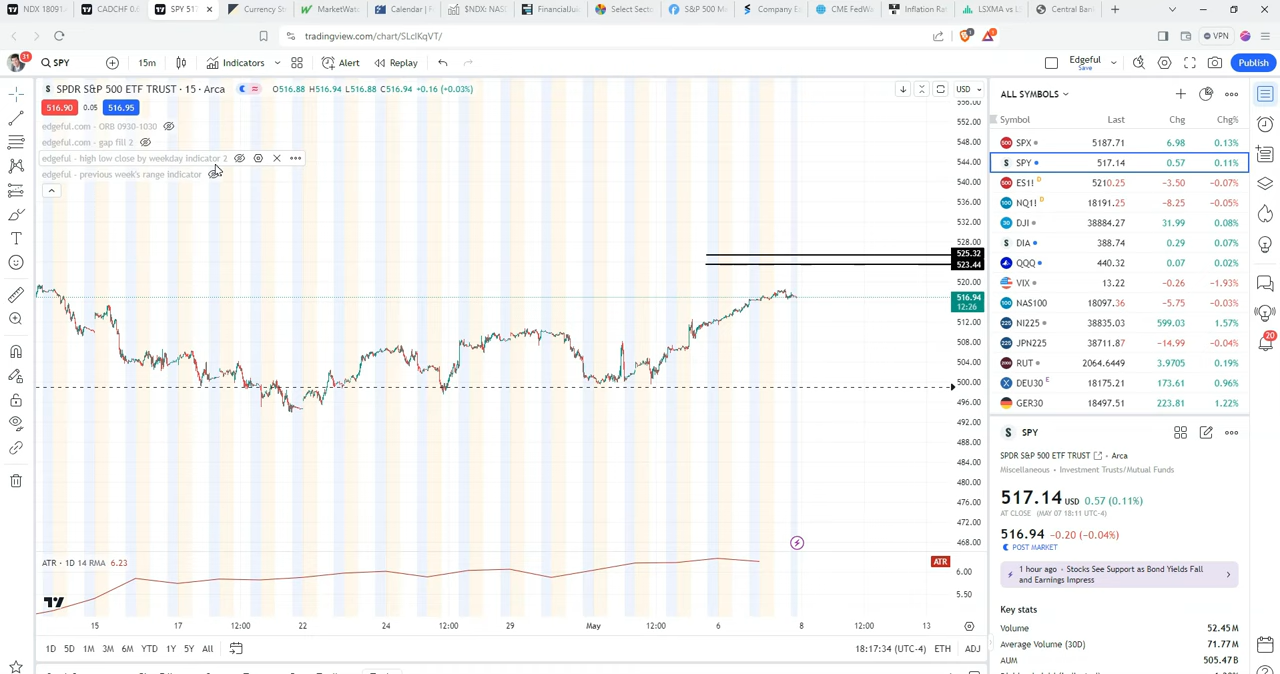 NDX 18091.
CADCHF 0.6
SPY 517
Currency St
MarketWat
Calendar | F
$NDX: NAS
FinancialJuic
Select Secto
S&P 500 M
Company Es
CME FedWa
Inflation Ra
LSXMA vs L
Central Ban
tradingview.com/chart/SLclKqVT/
VPN
31
SPY
15m
Indicators
Alert
Replay
Edgeful
Save
Publish
SPDR S&P 500 ETF TRUST · 15 · Arca
O516.88 H516.94 L516.88 C516.94 +0.16 (+0.03%)
516.90 0.05 516.95
edgeful.com - ORB 0930-1030
edgeful.com - gap fill 2
edgeful - high low close by weekday indicator 2
edgeful - previous week's range indicator
USD
556.00
552.00
548.00
544.00
540.00
536.00
532.00
528.00
525.32
523.44
520.00
516.94
12:26
512.00
508.00
504.00
500.00
496.00
492.00
488.00
484.00
480.00
476.00
472.00
468.00
ATR · 1D 14 RMA 6.23
ATR
6.00
5.50
15 17 12:00 22 24 12:00 29 May 12:00 6 8 12:00 13
1D 5D 1M 3M 6M YTD 1Y 5Y All
18:17:34 (UTC-4) ETH ADJ
ALL SYMBOLS
Symbol Last Chg Chg%
SPX 5187.71 6.98 0.13%
SPY 517.14 0.57 0.11%
ES1! D 5210.25 −3.50 −0.07%
NQ1! D 18191.25 −8.25 −0.05%
DJI 38884.27 31.99 0.08%
DIA 388.74 0.29 0.07%
QQQ 440.32 0.07 0.02%
VIX 13.22 −0.26 −1.93%
NAS100 18097.36 −5.75 −0.03%
NI225 38835.03 599.03 1.57%
JPN225 38711.87 −14.99 −0.04%
RUT 2064.6449 3.9705 0.19%
DEU30 E 18175.21 173.61 0.96%
GER30 18497.51 223.81 1.22%
20
SPY
SPDR S&P 500 ETF TRUST · Arca
Miscellaneous • Investment Trusts/Mutual Funds
517.14 USD 0.57 (0.11%)
AT CLOSE (MAY 07 18:11 UTC-4)
516.94 −0.20 (−0.04%)
POST MARKET
1 hour ago · Stocks See Support as Bond Yields Fall
and Earnings Impress
Key stats
Volume 52.45M
Average Volume (30D) 71.77M
AUM 505.47B